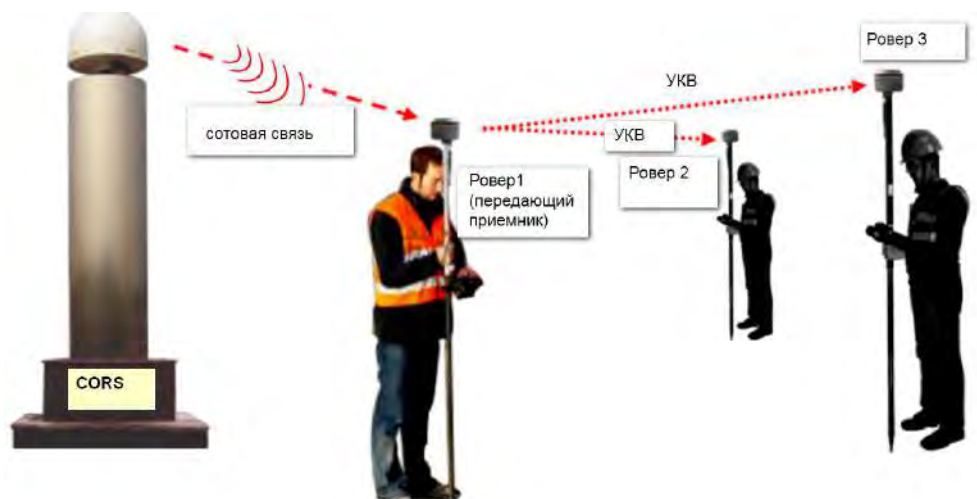 Ровер 3
УКВ
сотовая связь
УКВ
Ровер1
(передающий
приемник)
Ровер 2
CORS